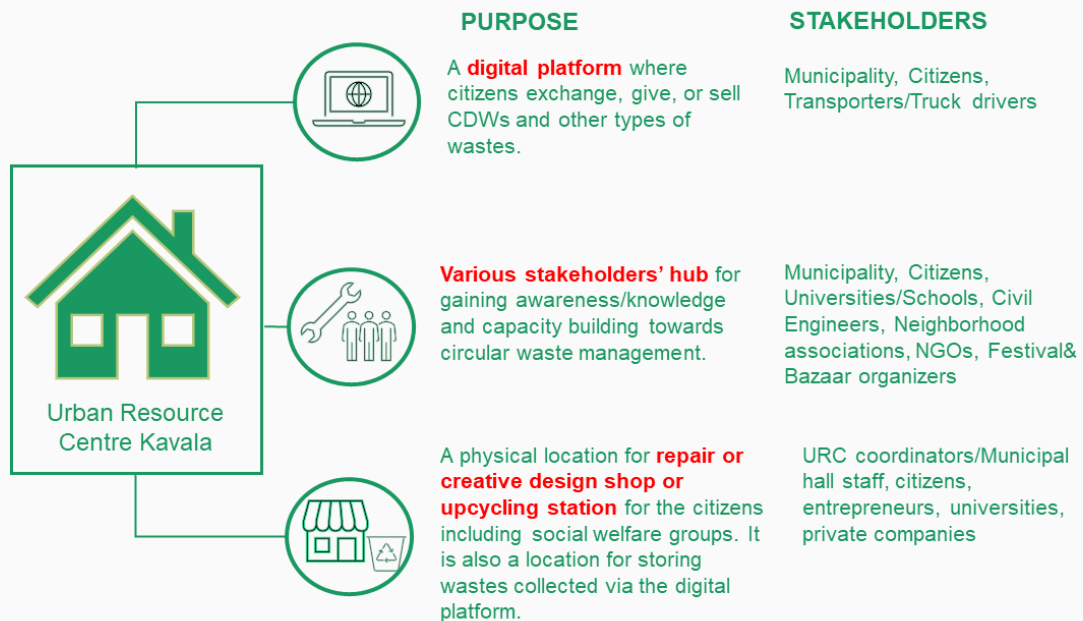 PURPOSE
STAKEHOLDERS
A digital platform where
citizens exchange, give, or sell
CDWs and other types of
wastes.
Municipality, Citizens,
Transporters/Truck drivers
Various stakeholders’ hub for
gaining awareness/knowledge
and capacity building towards
circular waste management.
Municipality, Citizens,
Universities/Schools, Civil
Engineers, Neighborhood
associations, NGOs, Festival&
Bazaar organizers
Urban Resource
Centre Kavala
A physical location for repair or
creative design shop or
upcycling station for the citizens
including social welfare groups. It
is also a location for storing
wastes collected via the digital
platform.
URC coordinators/Municipal
hall staff, citizens,
entrepreneurs, universities,
private companies